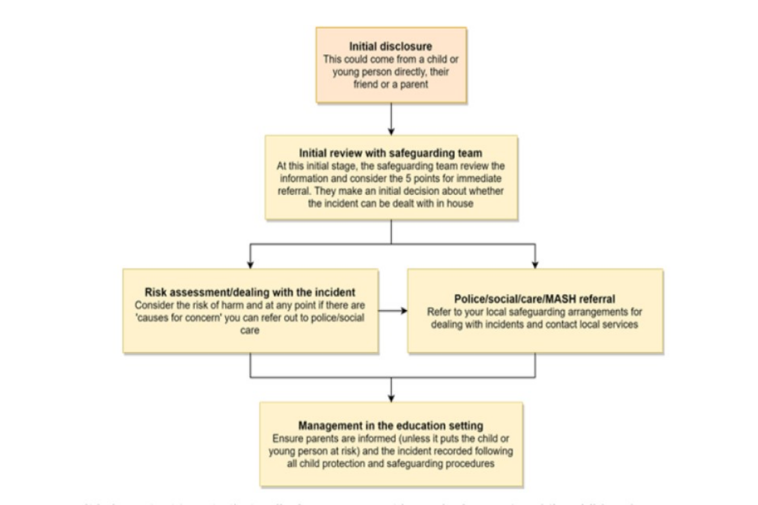 Initial disclosure
This could come from a child or
young person directly, their
friend or a parent
Initial review with safeguarding team
At this initial stage, the safeguarding team review the
information and consider the 5 points for immediate
referral. They make an initial decision about whether
the incident can be dealt with in house
Risk assessment/dealing with the incident
Consider the risk of harm and at any point if there are
'causes for concern' you can refer out to police/social
care
Police/social/care/MASH referral
Refer to your local safeguarding arrangements for
dealing with incidents and contact local services
Management in the education setting
Ensure parents are informed (unless it puts the child or
young person at risk) and the incident recorded following
all child protection and safeguarding procedures